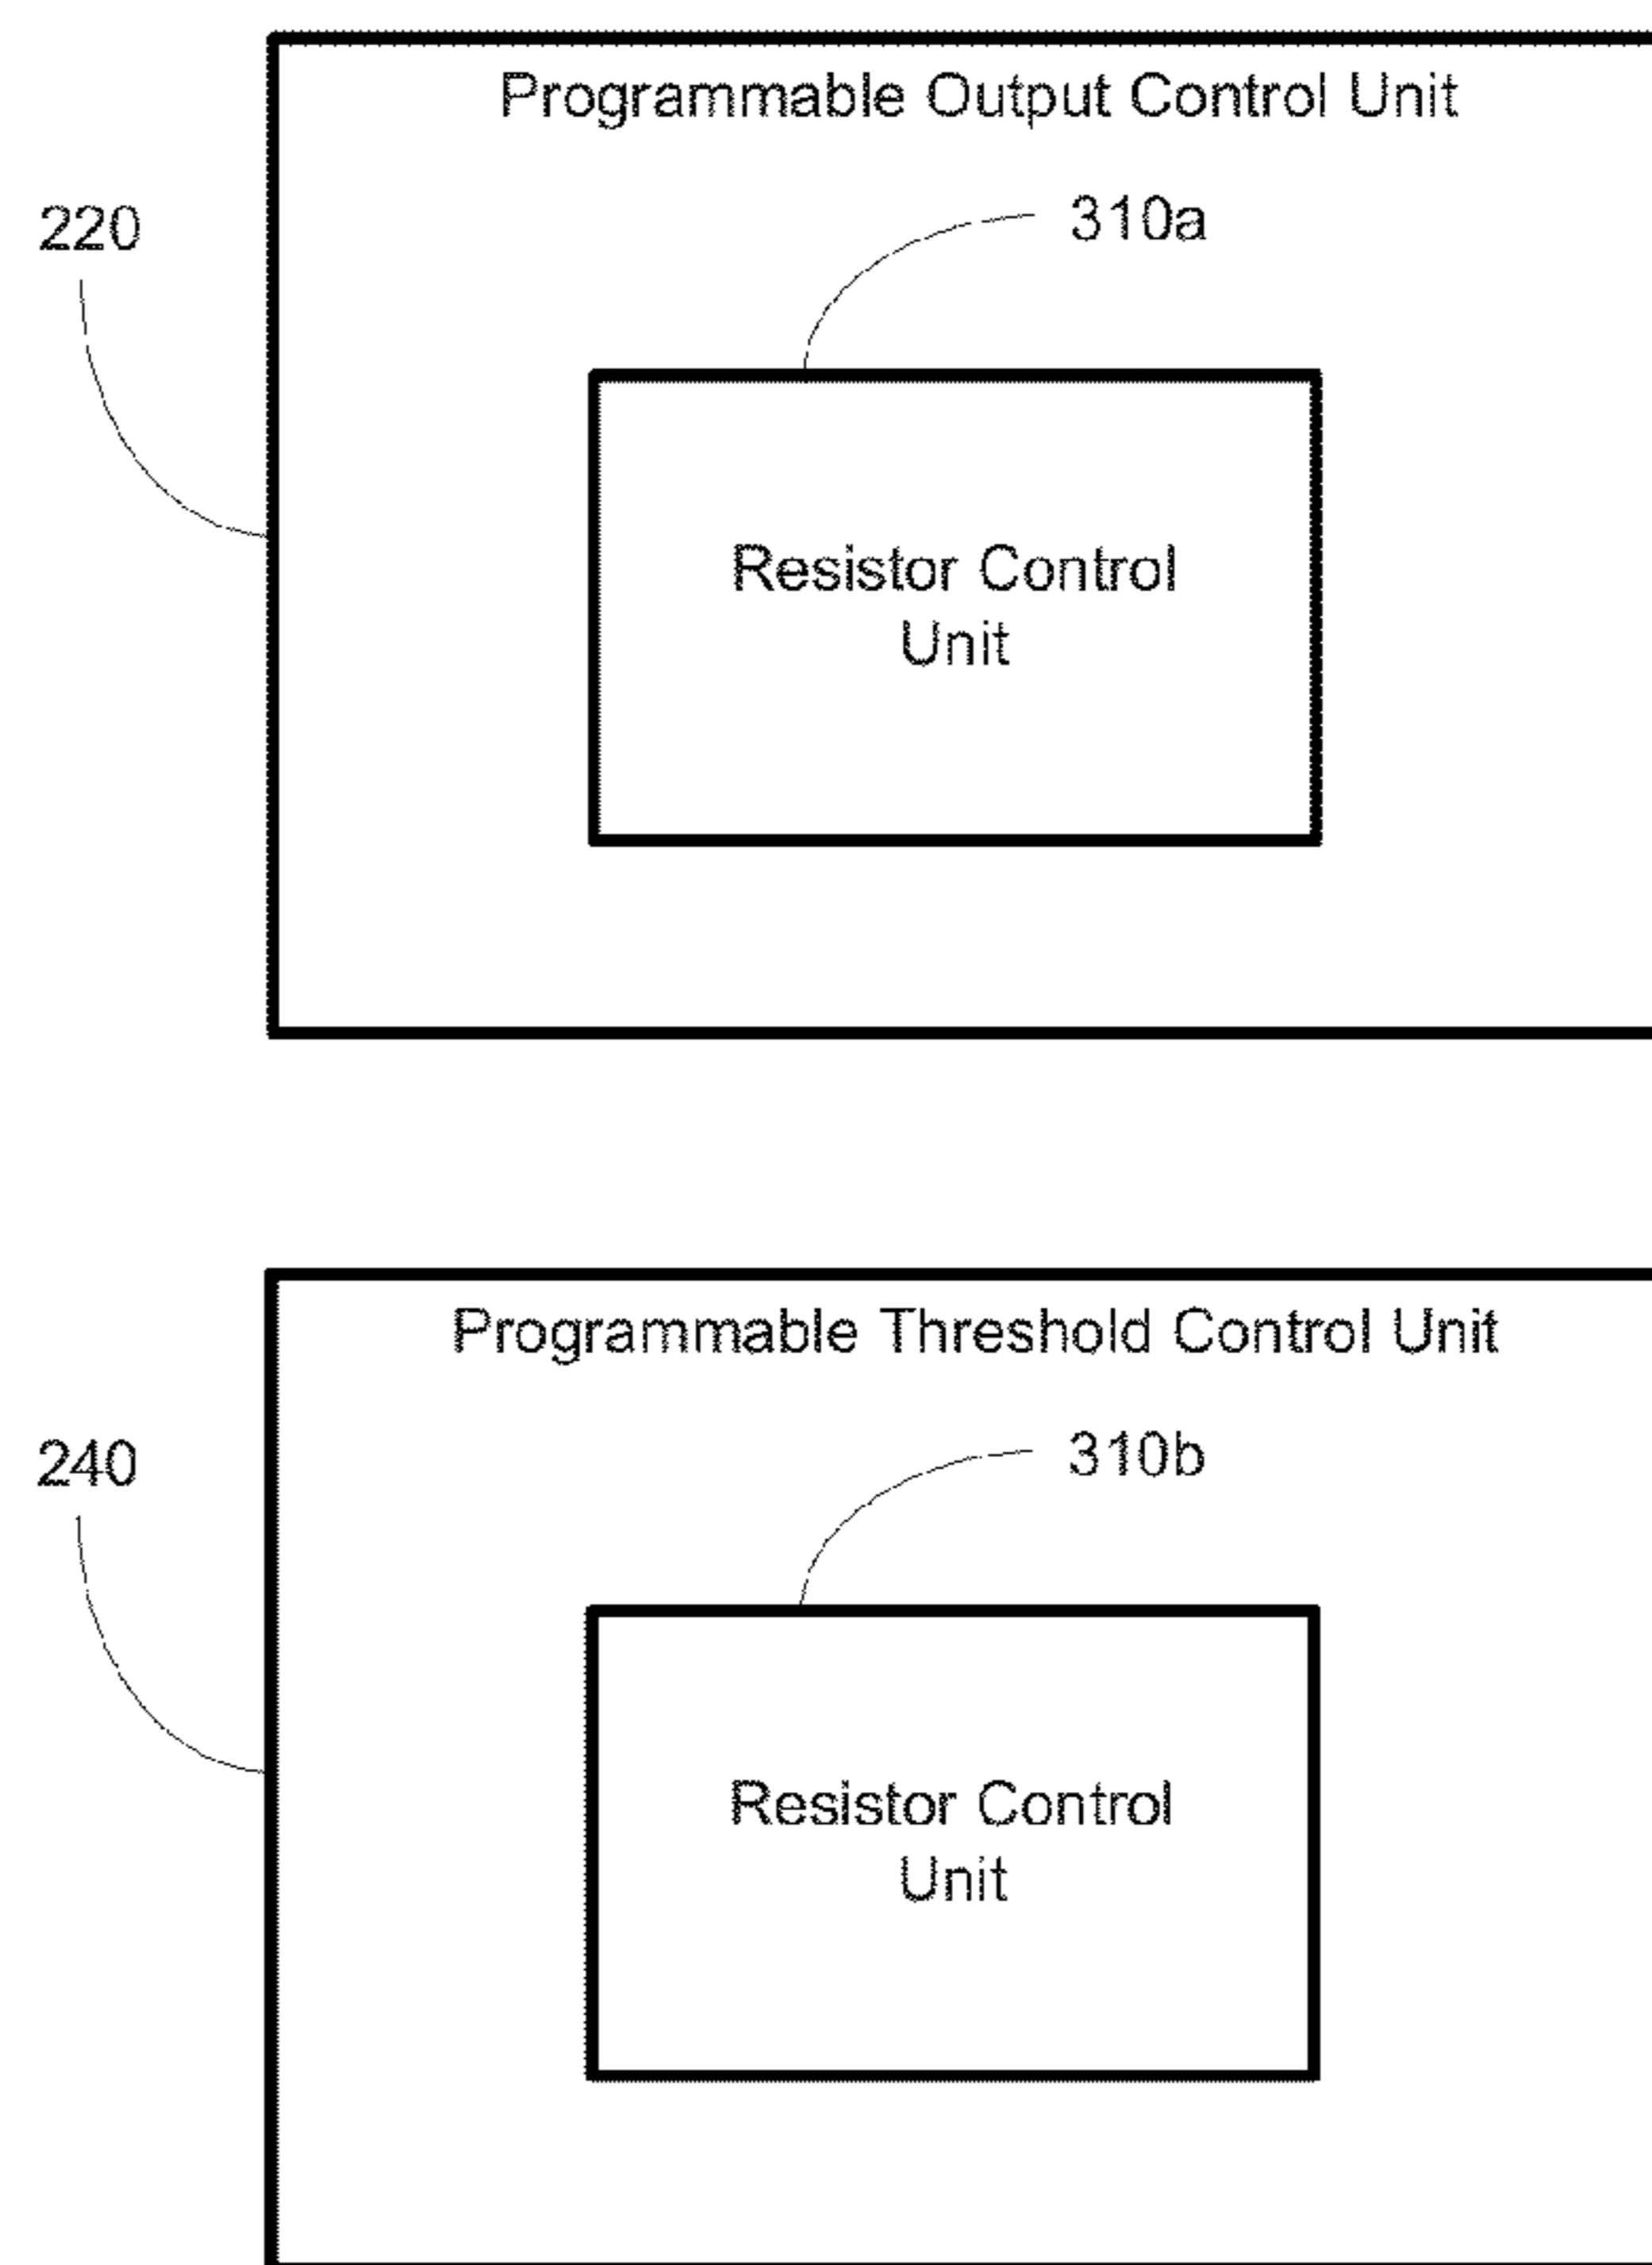 Programmable Output Control Unit
220
310a
Resistor Control
Unit
Programmable Threshold Control Unit
240
310b
Resistor Control
Unit